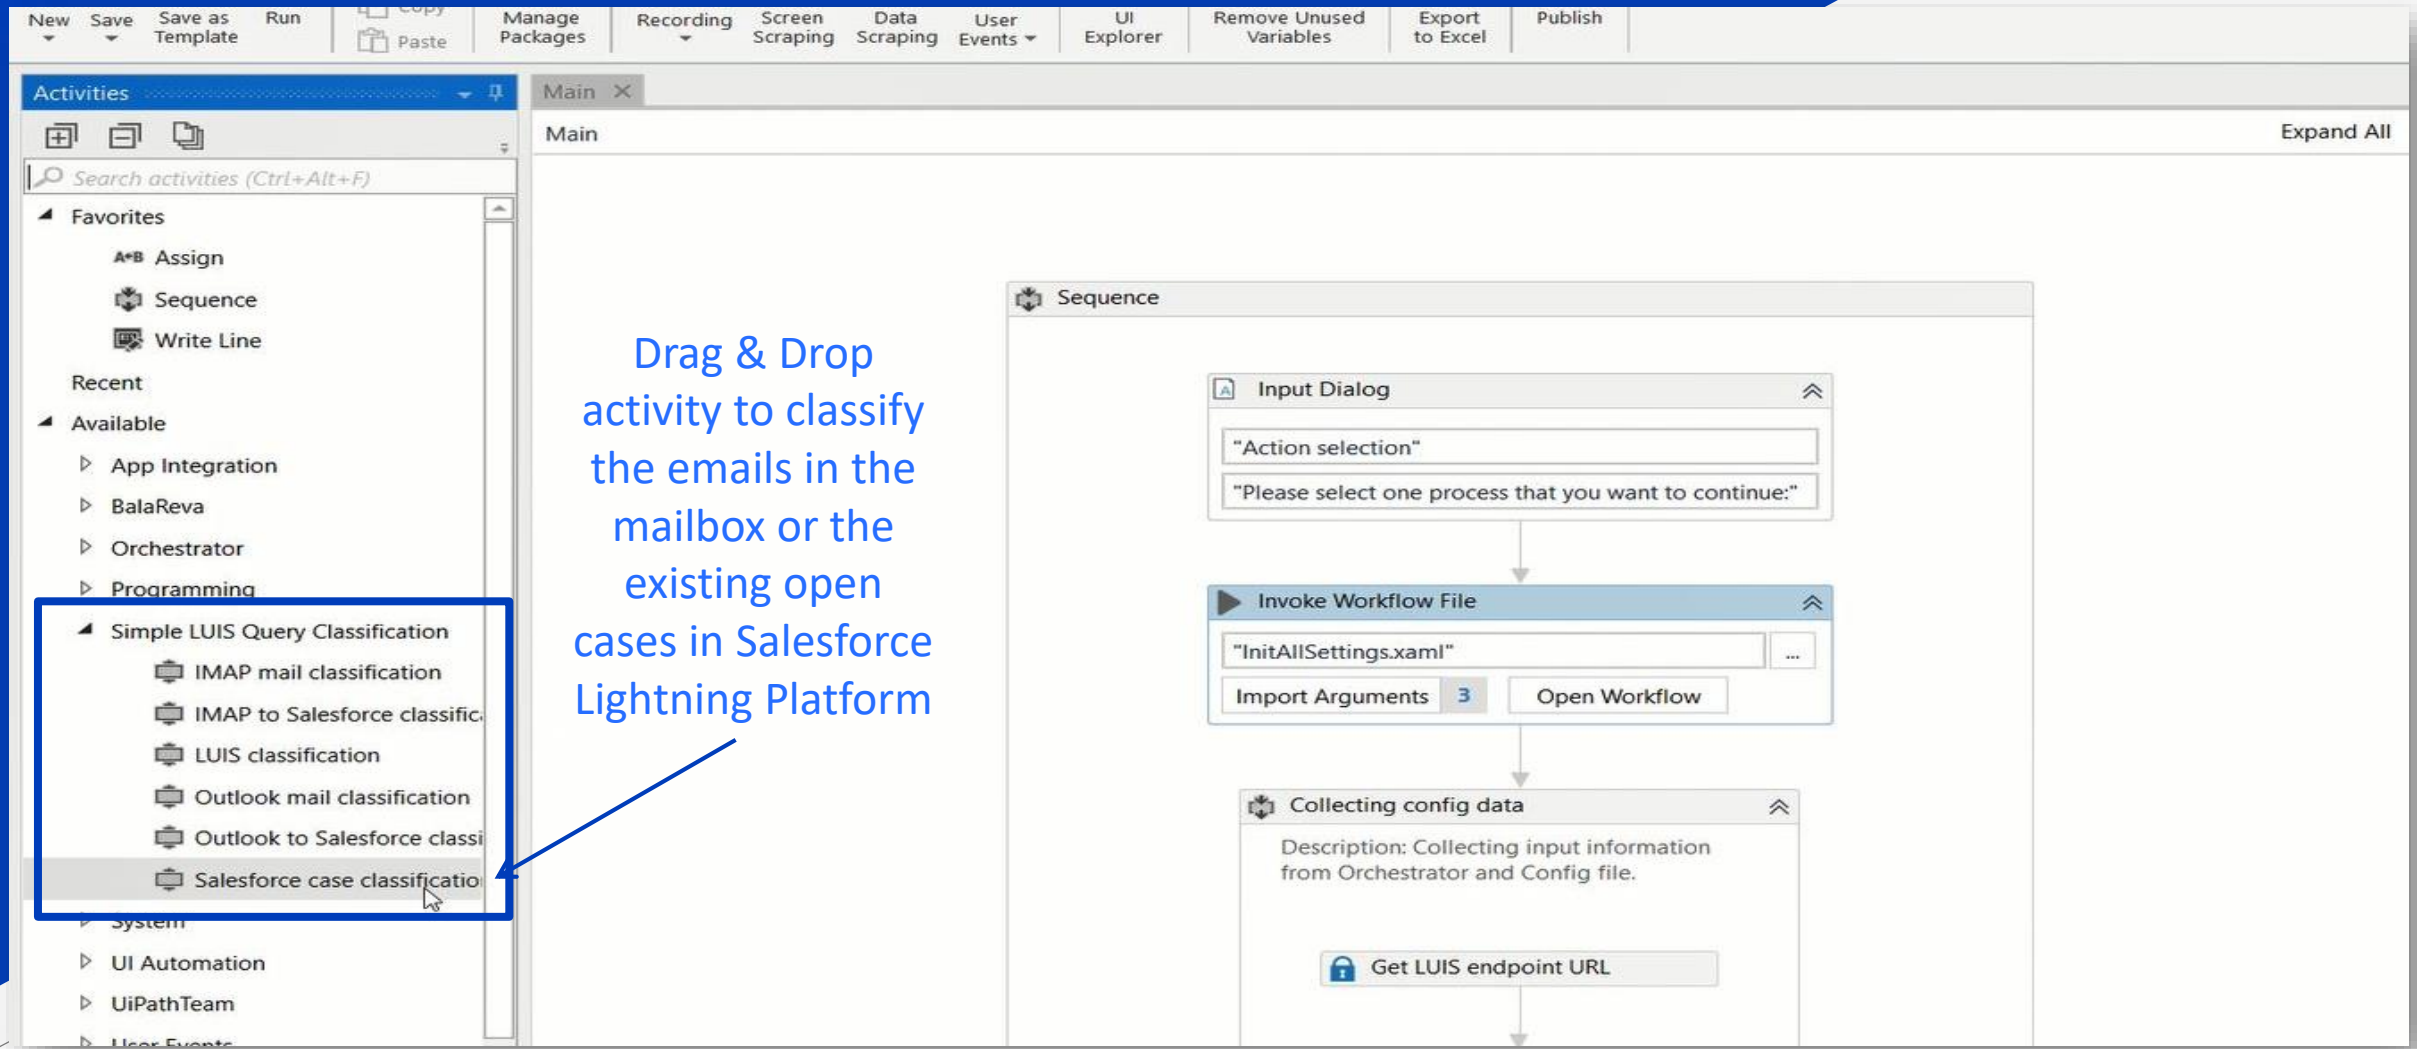 New
Save
Save as
Template
Run
Copy
Paste
Manage
Packages
Recording
Screen
Scraping
Data
Scraping
User
Events
UI
Explorer
Remove Unused
Variables
Export
to Excel
Publish
Activities
Search activities (Ctrl+Alt+F)
Favorites
A+B Assign
Sequence
Write Line
Recent
Available
App Integration
BalaReva
Orchestrator
Programming
Simple LUIS Query Classification
IMAP mail classification
IMAP to Salesforce classific
LUIS classification
Outlook mail classification
Outlook to Salesforce classi
Salesforce case classificatio
System
UI Automation
UiPathTeam
User Events
Main
Main
Expand All
Drag & Drop
activity to classify
the emails in the
mailbox or the
existing open
cases in Salesforce
Lightning Platform
Sequence
Input Dialog
"Action selection"
"Please select one process that you want to continue:"
Invoke Workflow File
"InitAllSettings.xaml"
...
Import Arguments 3
Open Workflow
Collecting config data
Description: Collecting input information
from Orchestrator and Config file.
Get LUIS endpoint URL